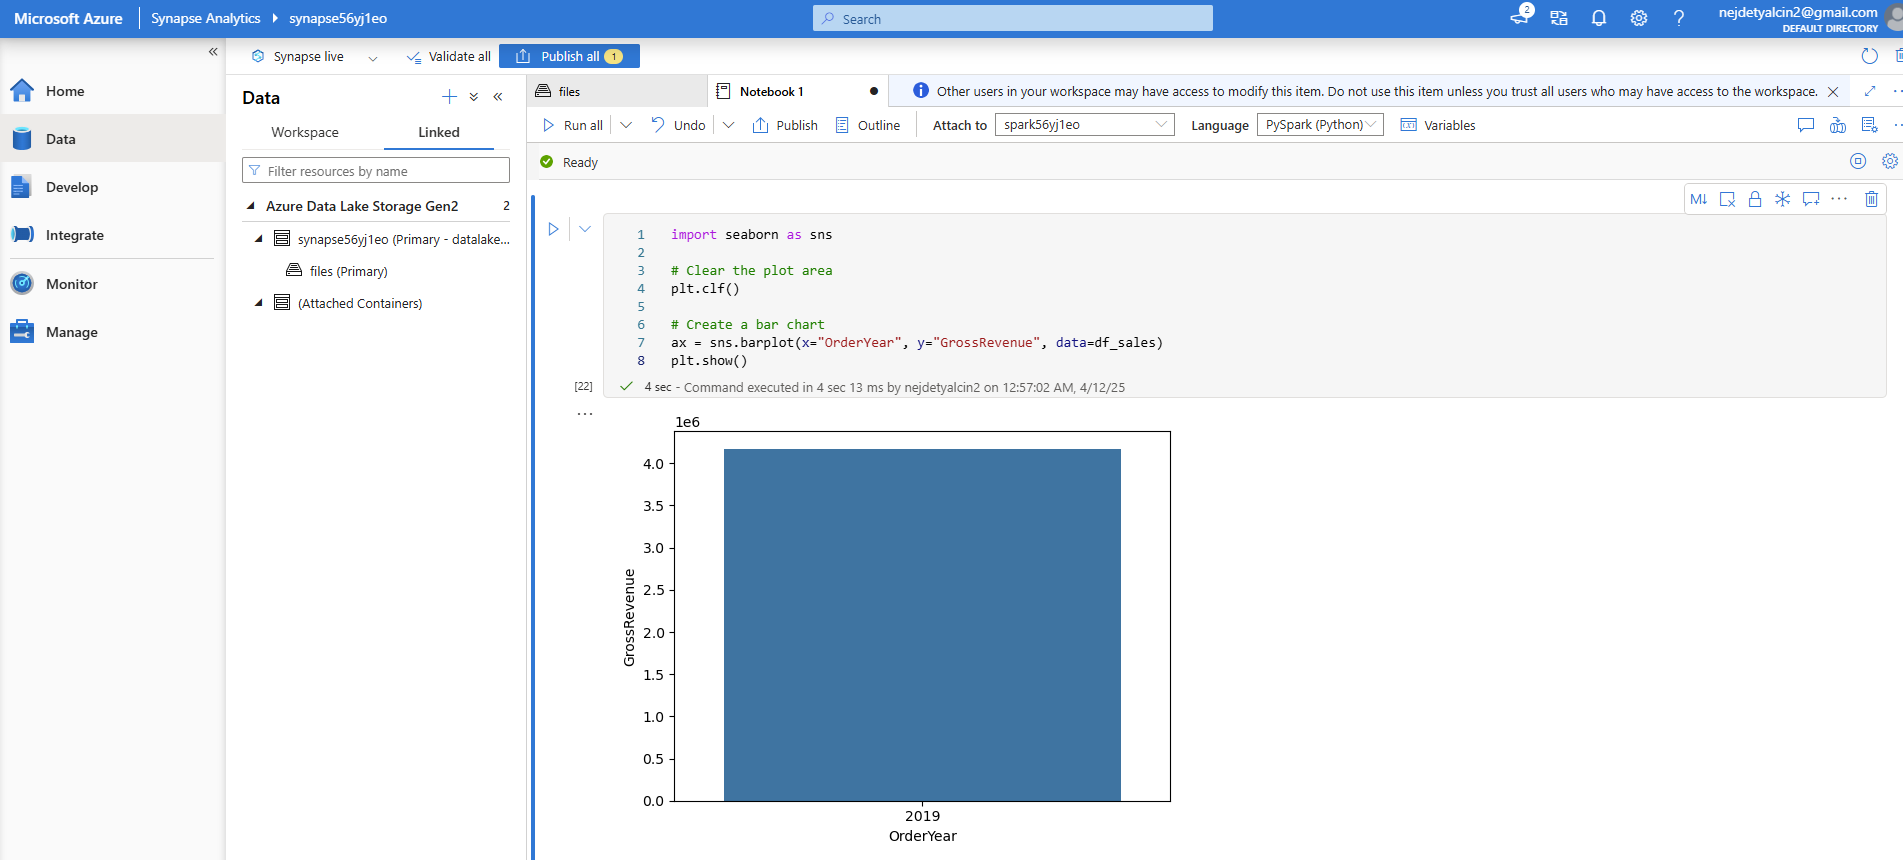 Microsoft Azure
Synapse Analytics
synapse56yj1eo
Search
2
nejdetyalcin2@gmail.com
DEFAULT DIRECTORY
Synapse live
Validate all
Publish all 1
Home
Data
Develop
Integrate
Monitor
Manage
Data
Workspace
Linked
Filter resources by name
Azure Data Lake Storage Gen2 2
synapse56yj1eo (Primary - datalake...
files (Primary)
(Attached Containers)
files
Notebook 1
Other users in your workspace may have access to modify this item. Do not use this item unless you trust all users who may have access to the workspace.
Run all
Undo
Publish
Outline
Attach to
spark56yj1eo
Language
PySpark (Python)
Variables
Ready
M↓
1 import seaborn as sns
2
3 # Clear the plot area
4 plt.clf()
5
6 # Create a bar chart
7 ax = sns.barplot(x="OrderYear", y="GrossRevenue", data=df_sales)
8 plt.show()
[22]
4 sec - Command executed in 4 sec 13 ms by nejdetyalcin2 on 12:57:02 AM, 4/12/25
1e6
4.0
3.5
3.0
2.5
2.0
1.5
1.0
0.5
0.0
GrossRevenue
2019
OrderYear